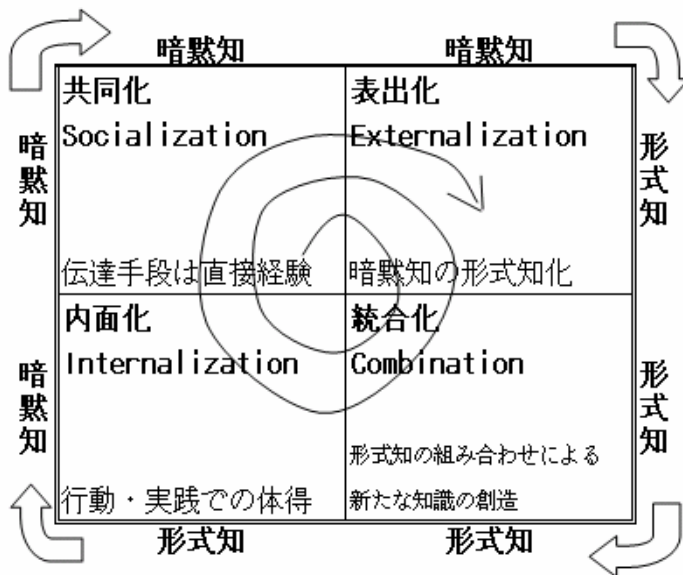 暗黙知
暗黙知
共同化
Socialization
伝達手段は直接経験
表出化
Externalization
暗黙知の形式知化
暗黙知
形式知
内面化
Internalization
行動・実践での体得
統合化
Combination
形式知の組み合わせによる
新たな知識の創造
暗黙知
形式知
形式知
形式知